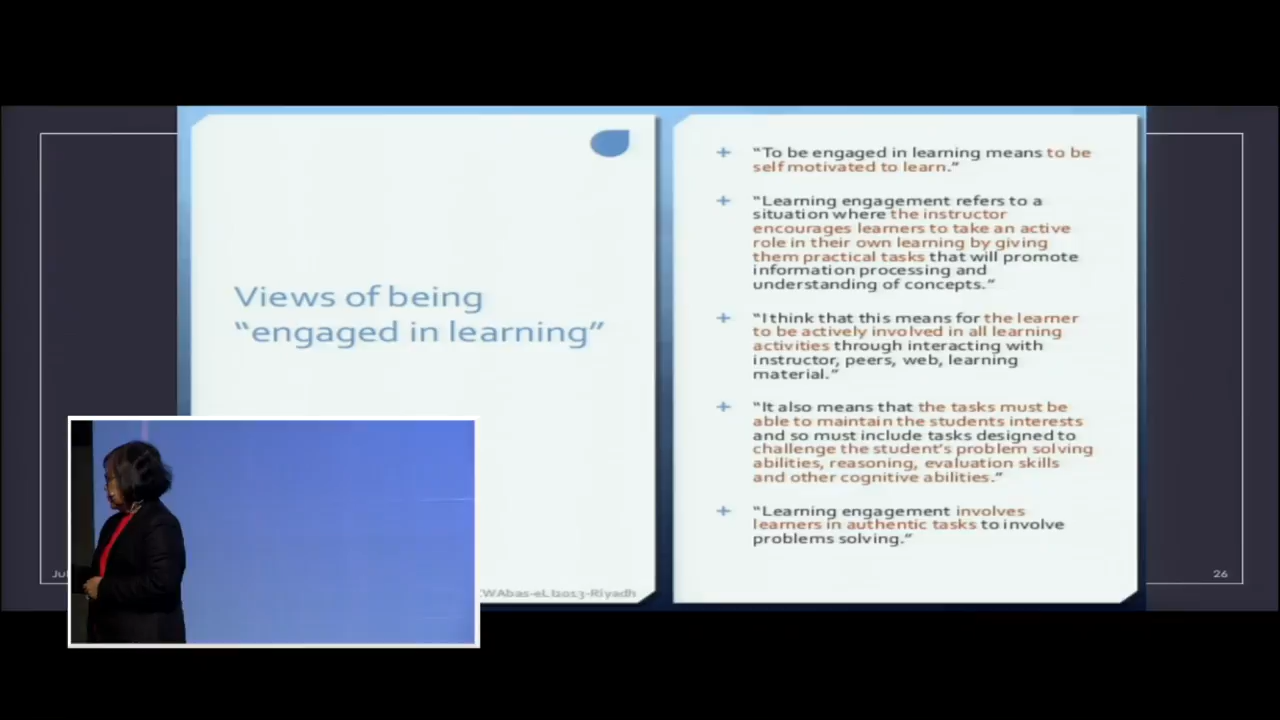 Views of being
“engaged in learning”
“To be engaged in learning means to be
self motivated to learn.”
“Learning engagement refers to a
situation where the instructor
encourages learners to take an active
role in their own learning by giving
them practical tasks that will promote
information processing and
understanding of concepts.”
“I think that this means for the learner
to be actively involved in all learning
activities through interacting with
instructor, peers, web, learning
material.”
“It also means that the tasks must be
able to maintain the students interests
and so must include tasks designed to
challenge the student’s problem solving
abilities, reasoning, evaluation skills
and other cognitive abilities.”
“Learning engagement involves
learners in authentic tasks to involve
problems solving.”
26